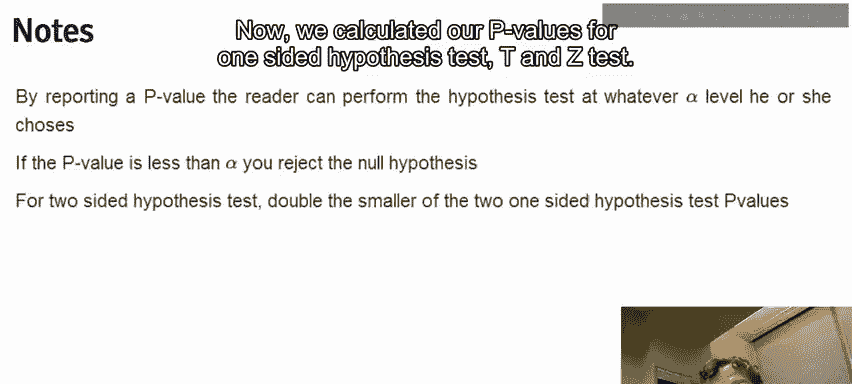 Notes
Now, we calculated our P-values for
one sided hypothesis test, T and Z test.
By reporting a P-value the reader can perform the hypothesis test at whatever α level he or she
choses
If the P-value is less than α you reject the null hypothesis
For two sided hypothesis test, double the smaller of the two one sided hypothesis test Pvalues